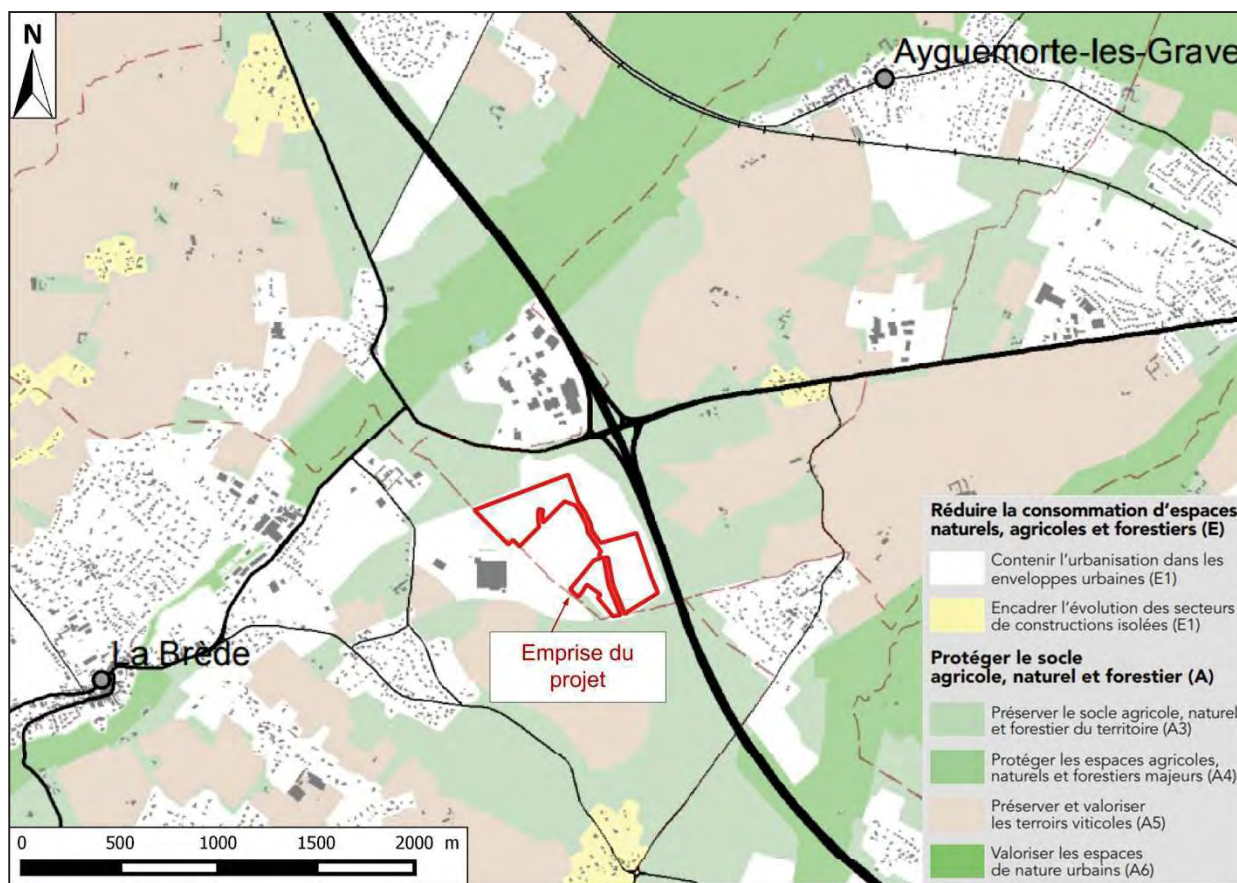 N
Ayguemorte-les-Grave
La Brède
Emprise du
projet
Réduire la consommation d'espaces
naturels, agricoles et forestiers (E)
Contenir l'urbanisation dans les
enveloppes urbaines (E1)
Encadrer l'évolution des secteurs
de constructions isolées (E1)
Protéger le socle
agricole, naturel et forestier (A)
Préserver le socle agricole, naturel
et forestier du territoire (A3)
Protéger les espaces agricoles,
naturels et forestiers majeurs (A4)
Préserver et valoriser
les terroirs viticoles (A5)
Valoriser les espaces
de nature urbains (A6)
0 500 1000 1500 2000 m